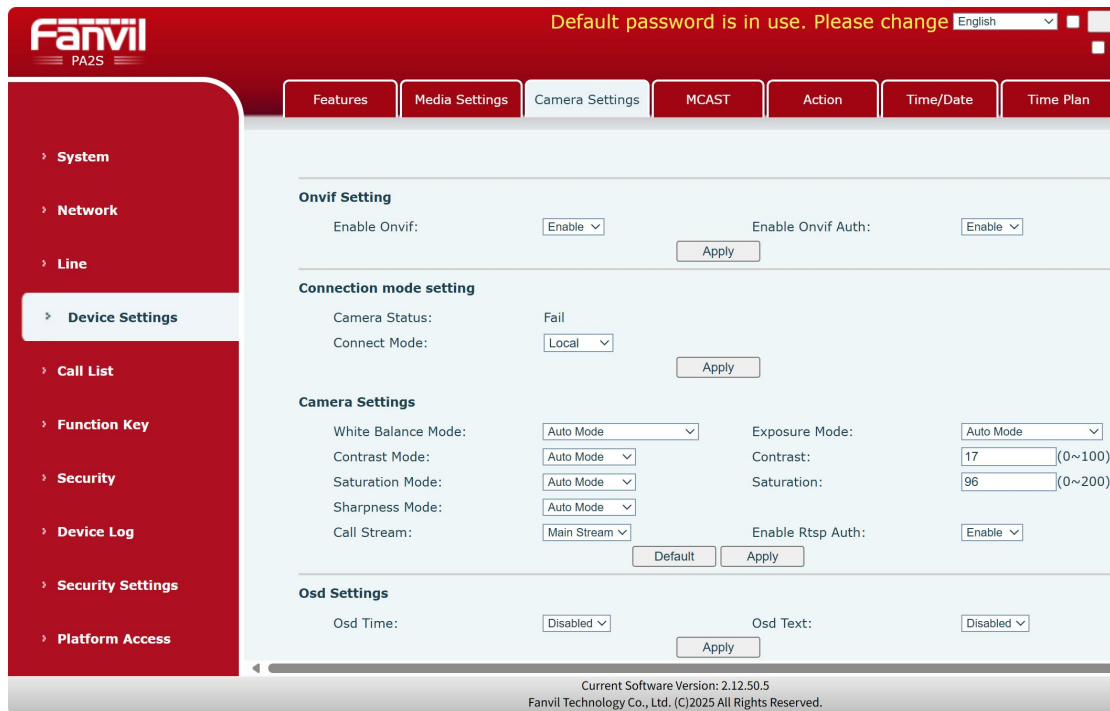 Fanvil
PA2S
Default password is in use. Please change
English
Features
Media Settings
Camera Settings
MCAST
Action
Time/Date
Time Plan
System
Network
Line
Device Settings
Call List
Function Key
Security
Device Log
Security Settings
Platform Access
Onvif Setting
Enable Onvif: Enable Enable Onvif Auth: Enable
Apply
Connection mode setting
Camera Status: Fail
Connect Mode: Local
Apply
Camera Settings
White Balance Mode: Auto Mode Exposure Mode: Auto Mode
Contrast Mode: Auto Mode Contrast: 17 (0~100)
Saturation Mode: Auto Mode Saturation: 96 (0~200)
Sharpness Mode: Auto Mode
Call Stream: Main Stream Enable Rtsp Auth: Enable
Default Apply
Osd Settings
Osd Time: Disabled Osd Text: Disabled
Apply
Current Software Version: 2.12.50.5
Fanvil Technology Co., Ltd. (C)2025 All Rights Reserved.